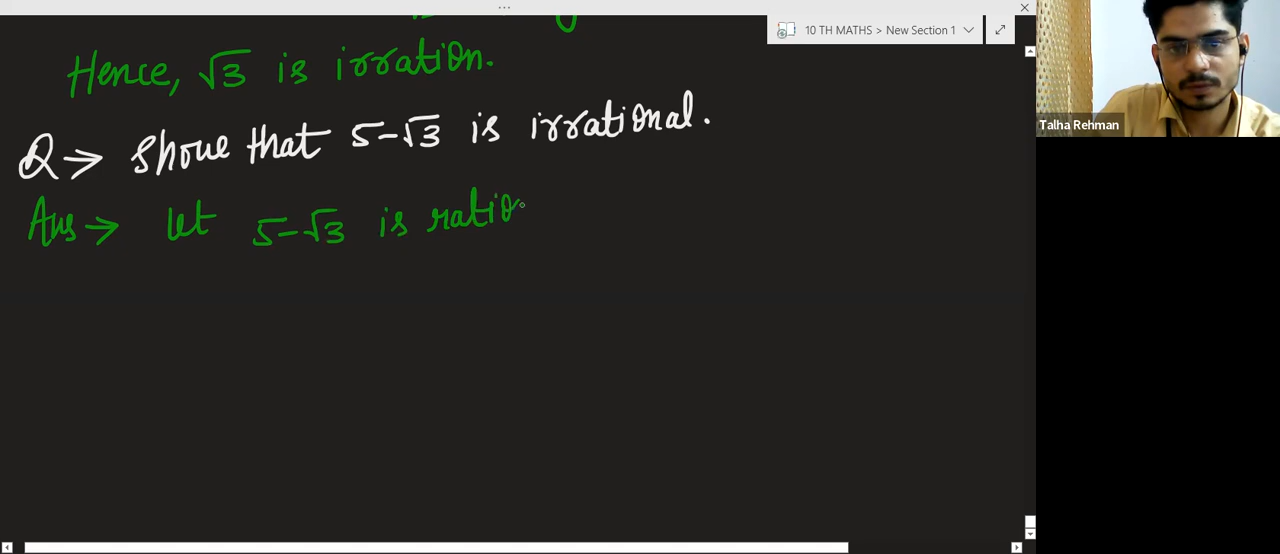 10 TH MATHS > New Section 1
Hence, √3 is irration.
Talha Rehman
Q → Show that 5-√3 is irrational.
Ans → let 5-√3 is ratio